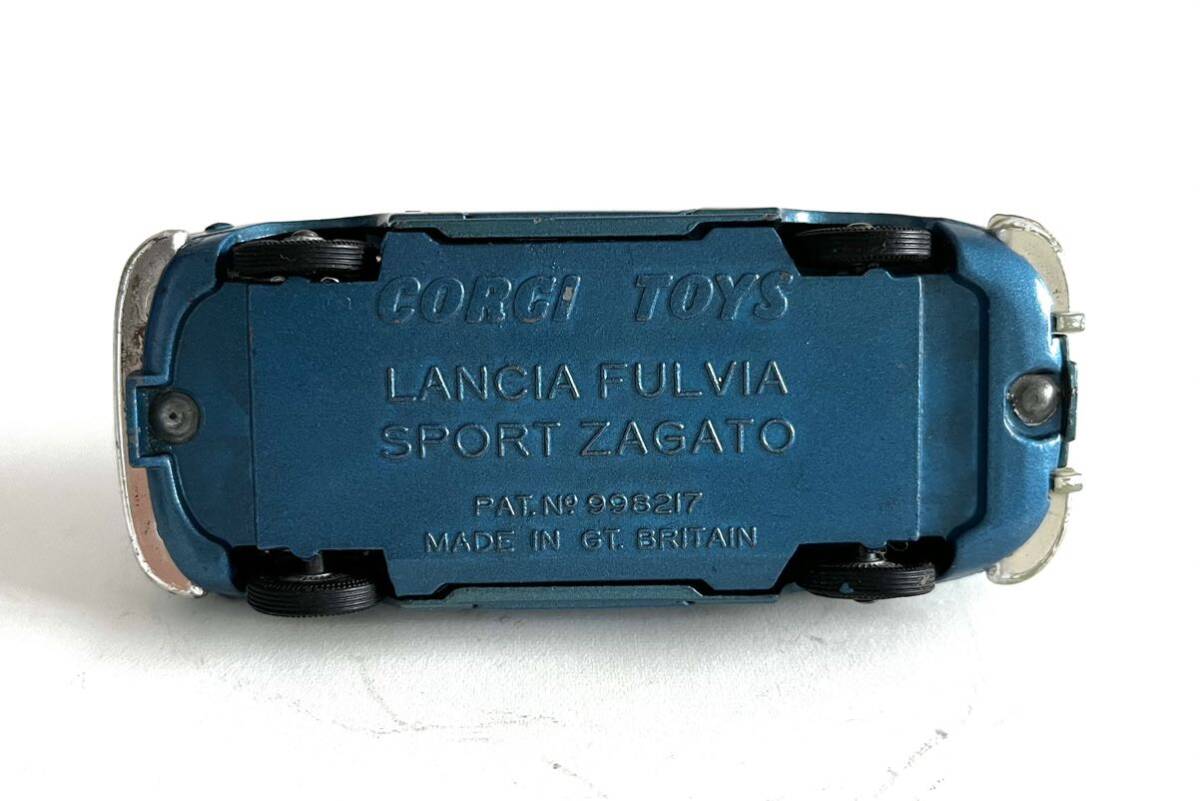 CORGI TOYS
LANCIA FULVIA
SPORT ZAGATO
PAT. Nº 998217
MADE IN GT. BRITAIN